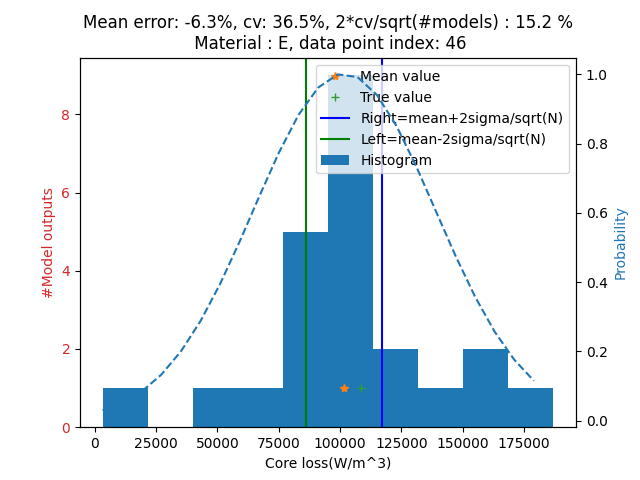 Mean error: -6.3%, cv: 36.5%, 2*cv/sqrt(#models) : 15.2 %
Material : E, data point index: 46
Mean value
True value
Right=mean+2sigma/sqrt(N)
Left=mean-2sigma/sqrt(N)
Histogram
#Model outputs
0
2
4
6
8
Probability
0.0
0.2
0.4
0.6
0.8
1.0
0 25000 50000 75000 100000 125000 150000 175000
Core loss(W/m^3)